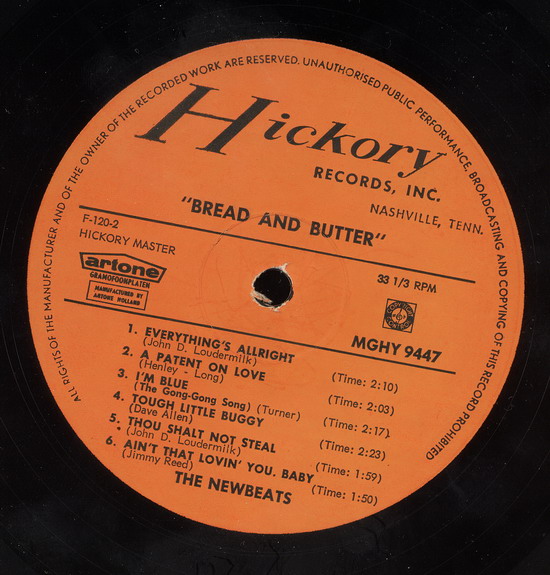 ALL RIGHTS OF THE MANUFACTURER AND OF THE OWNER OF THE RECORDED WORK ARE RESERVED. UNAUTHORISED PUBLIC PERFORMANCE, BROADCASTING AND COPYING OF THIS RECORD PROHIBITED
Hickory
RECORDS, INC.
NASHVILLE, TENN.
"BREAD AND BUTTER"
F-120-2
HICKORY MASTER
artone
GRAMOFOONPLATEN
MANUFACTURED BY
ARTONE HOLLAND
33 1/3 RPM
MGHY 9447
1. EVERYTHING'S ALLRIGHT
(John D. Loudermilk) (Time: 2:10)
2. A PATENT ON LOVE
(Henley - Long) (Time: 2:03)
3. I'M BLUE
(The Gong-Gong Song) (Turner) (Time: 2:17)
4. TOUGH LITTLE BUGGY
(Dave Allen) (Time: 2:23)
5. THOU SHALT NOT STEAL
(John D. Loudermilk) (Time: 1:59)
6. AIN'T THAT LOVIN' YOU. BABY
(Jimmy Reed) (Time: 1:50)
THE NEWBEATS